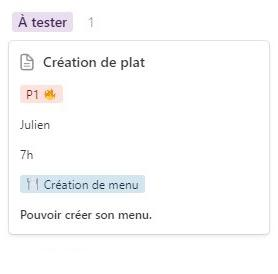 À tester 1
Création de plat
P1 🔥
Julien
7h
🍴 Création de menu
Pouvoir créer son menu.